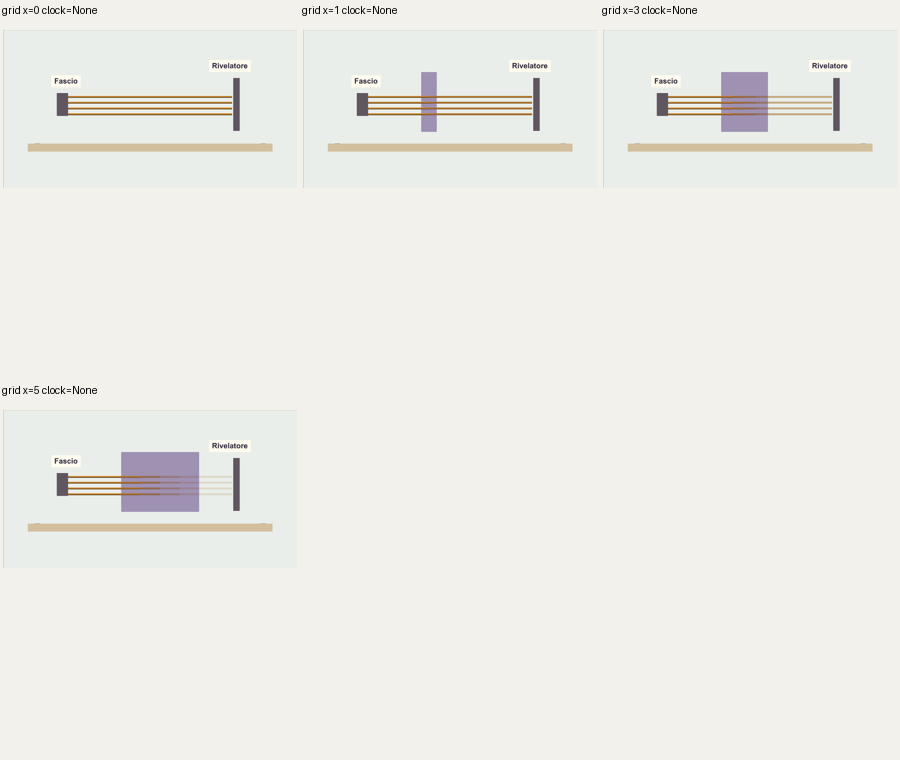 grid x=0 clock=None
grid x=1 clock=None
grid x=3 clock=None
Fascio
Rivelatore
Fascio
Rivelatore
Fascio
Rivelatore
grid x=5 clock=None
Fascio
Rivelatore